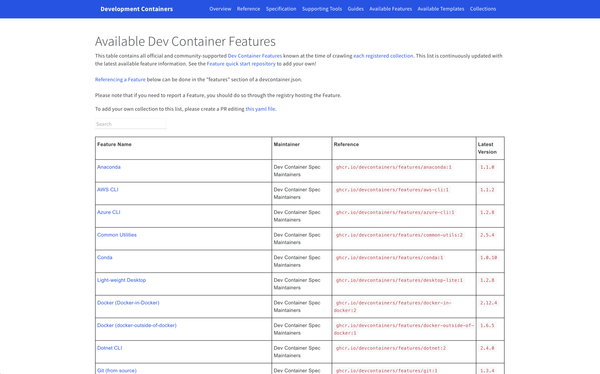 Development Containers
Overview Reference Specification Supporting Tools Guides Available Features Available Templates Collections
Available Dev Container Features
This table contains all official and community-supported Dev Container Features known at the time of crawling each registered collection. This list is continuously updated with
the latest available feature information. See the Feature quick start repository to add your own!
Referencing a Feature below can be done in the "features" section of a devcontainer.json.
Please note that if you need to report a Feature, you should do so through the registry hosting the Feature.
To add your own collection to this list, please create a PR editing this yaml file.
Search
Feature Name Maintainer Reference Latest
Version
Anaconda Dev Container Spec ghcr.io/devcontainers/features/anaconda:1 1.1.0
Maintainers
AWS CLI Dev Container Spec ghcr.io/devcontainers/features/aws-cli:1 1.1.2
Maintainers
Azure CLI Dev Container Spec ghcr.io/devcontainers/features/azure-cli:1 1.2.8
Maintainers
Common Utilities Dev Container Spec ghcr.io/devcontainers/features/common-utils:2 2.5.4
Maintainers
Conda Dev Container Spec ghcr.io/devcontainers/features/conda:1 1.0.10
Maintainers
Light-weight Desktop Dev Container Spec ghcr.io/devcontainers/features/desktop-lite:1 1.2.8
Maintainers
Docker (Docker-in-Docker) Dev Container Spec ghcr.io/devcontainers/features/docker-in- 2.12.4
Maintainers docker:2
Docker (docker-outside-of-docker) Dev Container Spec ghcr.io/devcontainers/features/docker-outside-of- 1.6.5
Maintainers docker:1
Dotnet CLI Dev Container Spec ghcr.io/devcontainers/features/dotnet:2 2.4.0
Maintainers
Git (from source) Dev Container Spec ghcr.io/devcontainers/features/git:1 1.3.4